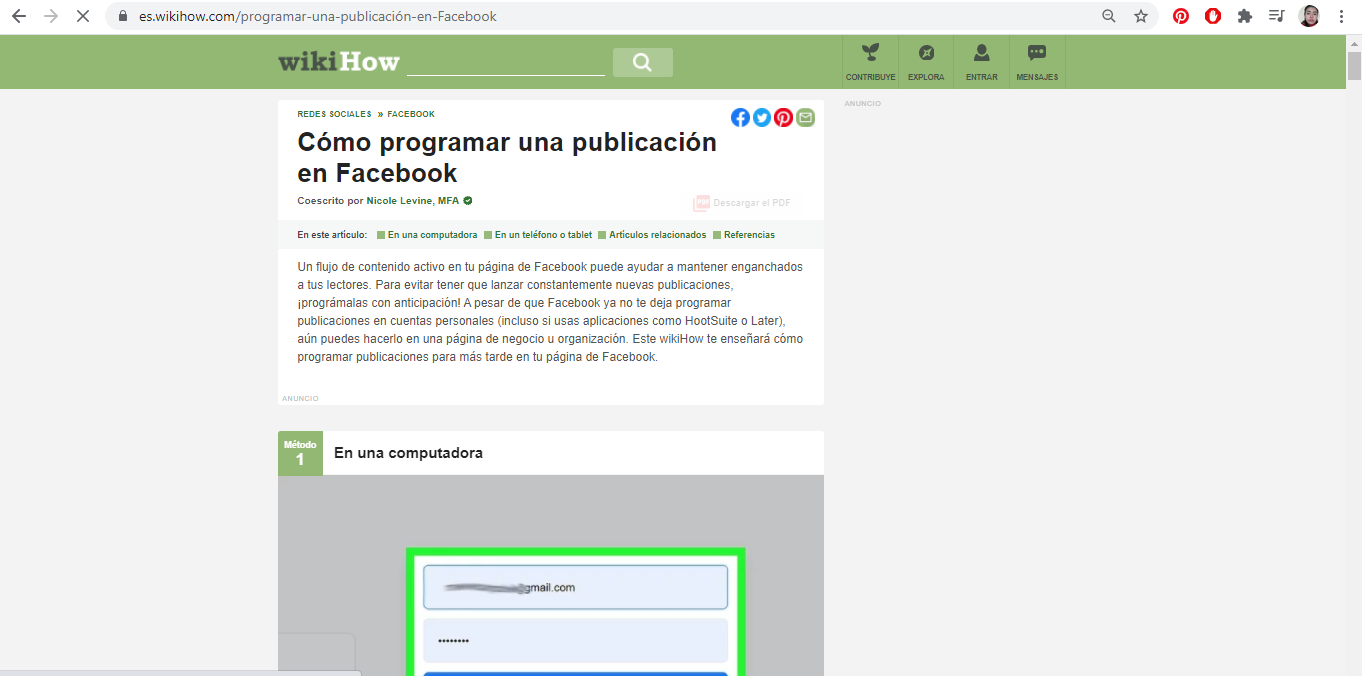 es.wikihow.com/programar-una-publicación-en-Facebook
wikiHow
CONTRIBUYE EXPLORA ENTRAR MENSAJES
REDES SOCIALES » FACEBOOK
ANUNCIO
Cómo programar una publicación
en Facebook
Coescrito por Nicole Levine, MFA
PDF Descargar el PDF
En este artículo: En una computadora En un teléfono o tablet Artículos relacionados Referencias
Un flujo de contenido activo en tu página de Facebook puede ayudar a mantener enganchados
a tus lectores. Para evitar tener que lanzar constantemente nuevas publicaciones,
¡prográmalas con anticipación! A pesar de que Facebook ya no te deja programar
publicaciones en cuentas personales (incluso si usas aplicaciones como HootSuite o Later),
aún puedes hacerlo en una página de negocio u organización. Este wikiHow te enseñará cómo
programar publicaciones para más tarde en tu página de Facebook.
ANUNCIO
Método
1
En una computadora
@gmail.com
••••••••